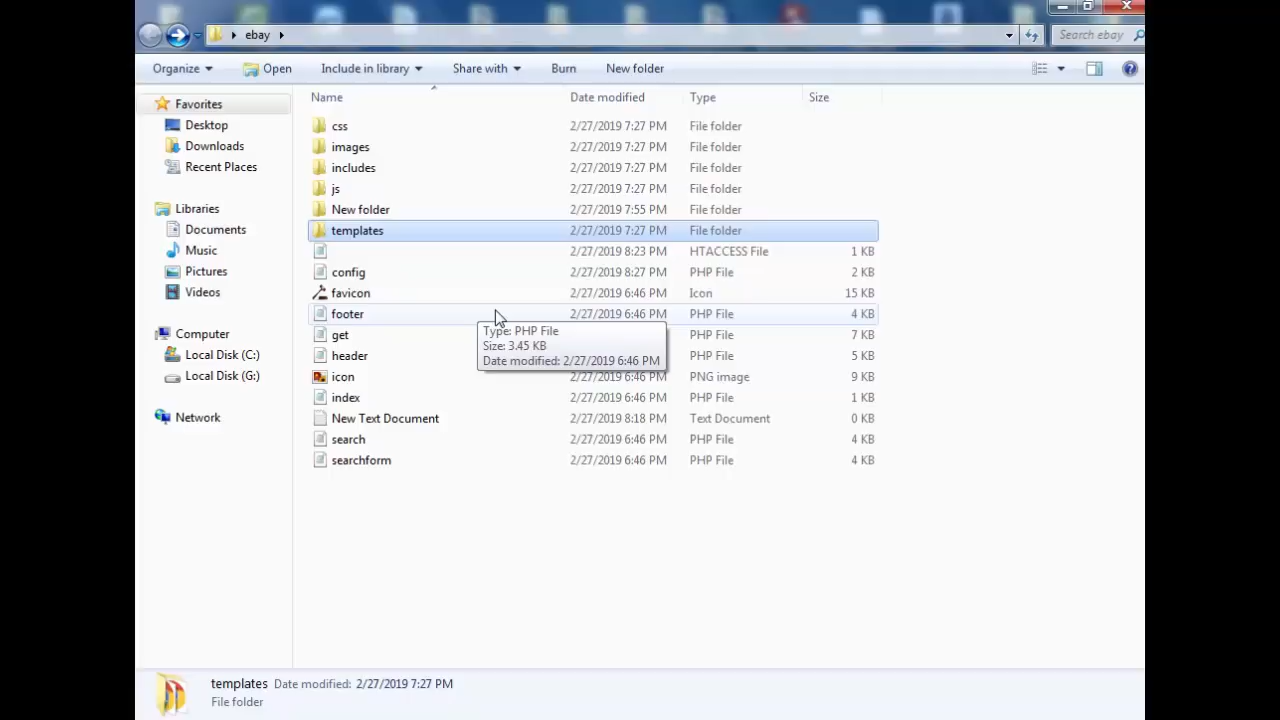 ebay
Search ebay
Organize Open Include in library Share with Burn New folder
Name Date modified Type Size
Favorites
Desktop
Downloads
Recent Places
Libraries
Documents
Music
Pictures
Videos
Computer
Local Disk (C:)
Local Disk (G:)
Network
css 2/27/2019 7:27 PM File folder
images 2/27/2019 7:27 PM File folder
includes 2/27/2019 7:27 PM File folder
js 2/27/2019 7:27 PM File folder
New folder 2/27/2019 7:55 PM File folder
templates 2/27/2019 7:27 PM File folder
2/27/2019 8:23 PM HTACCESS File 1 KB
config 2/27/2019 8:27 PM PHP File 2 KB
favicon 2/27/2019 6:46 PM Icon 15 KB
footer 2/27/2019 6:46 PM PHP File 4 KB
get PHP File 7 KB
header PHP File 5 KB
icon 2/27/2019 6:46 PM PNG image 9 KB
index 2/27/2019 6:46 PM PHP File 1 KB
New Text Document 2/27/2019 8:18 PM Text Document 0 KB
search 2/27/2019 6:46 PM PHP File 4 KB
searchform 2/27/2019 6:46 PM PHP File 4 KB
Type: PHP File
Size: 3.45 KB
Date modified: 2/27/2019 6:46 PM
templates Date modified: 2/27/2019 7:27 PM
File folder